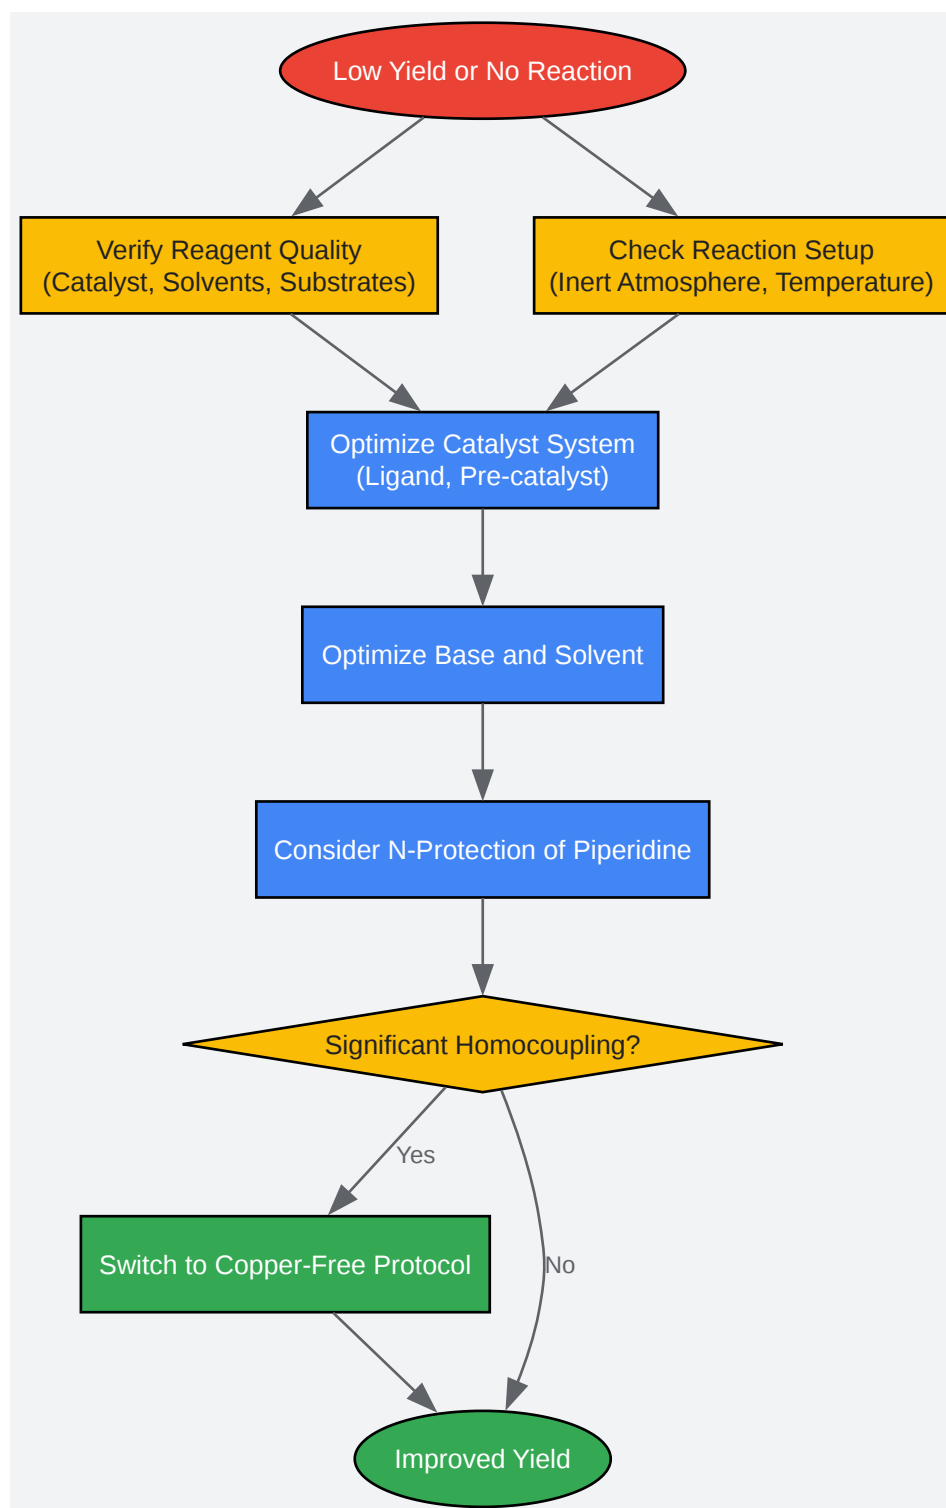 Low Yield or No Reaction
Verify Reagent Quality
(Catalyst, Solvents, Substrates)
Check Reaction Setup
(Inert Atmosphere, Temperature)
Optimize Catalyst System
(Ligand, Pre-catalyst)
Optimize Base and Solvent
Consider N-Protection of Piperidine
Significant Homocoupling?
Yes
Switch to Copper-Free Protocol
No
Improved Yield